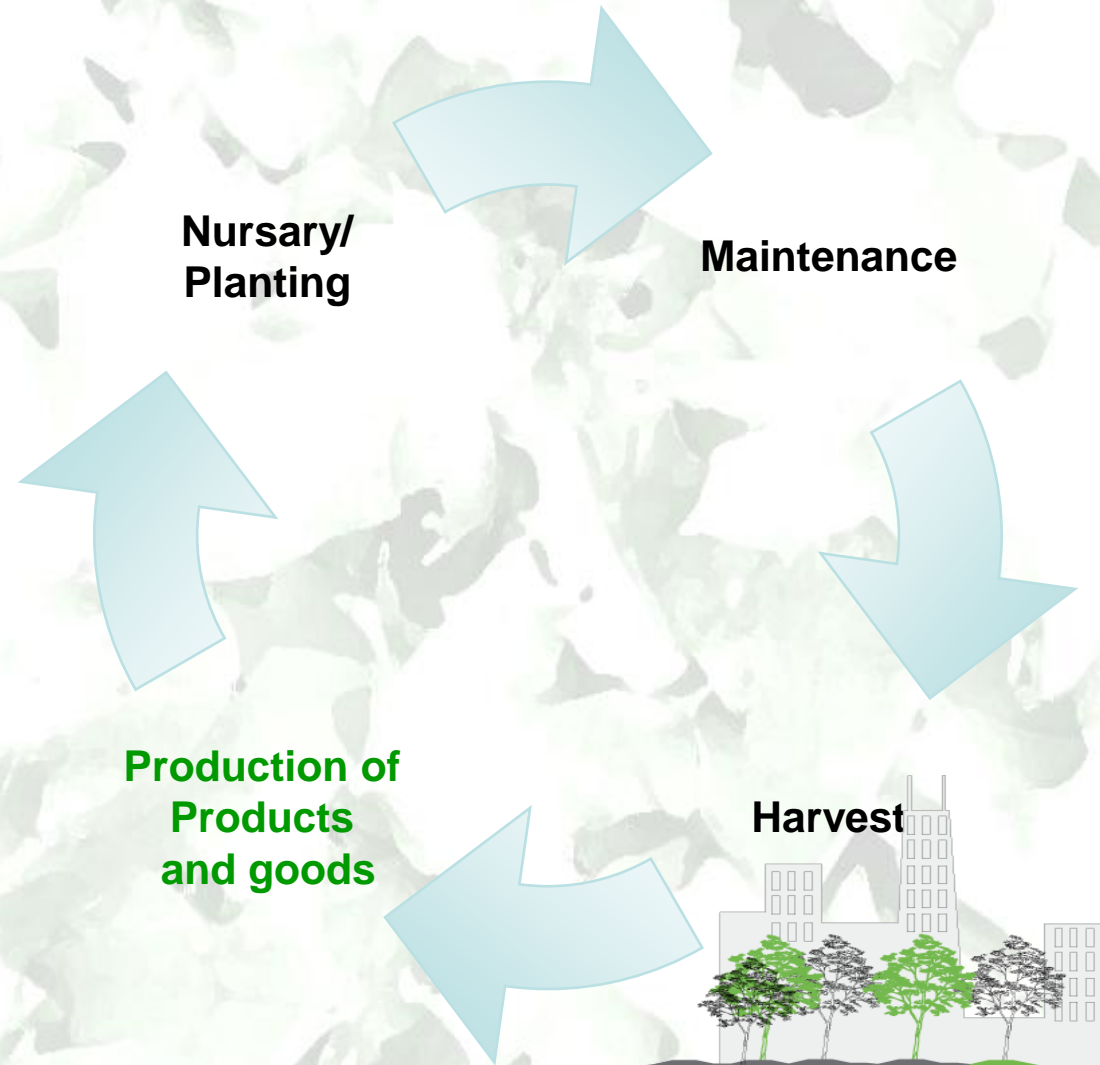 Nursary/
Planting
Maintenance
Harvest
Production of
Products
and goods